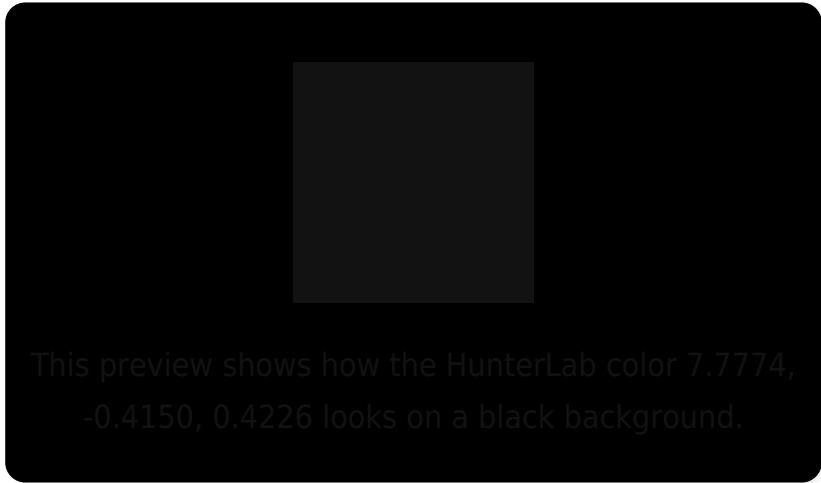 This preview shows how the HunterLab color 7.7774,
-0.4150, 0.4226 looks on a black background.